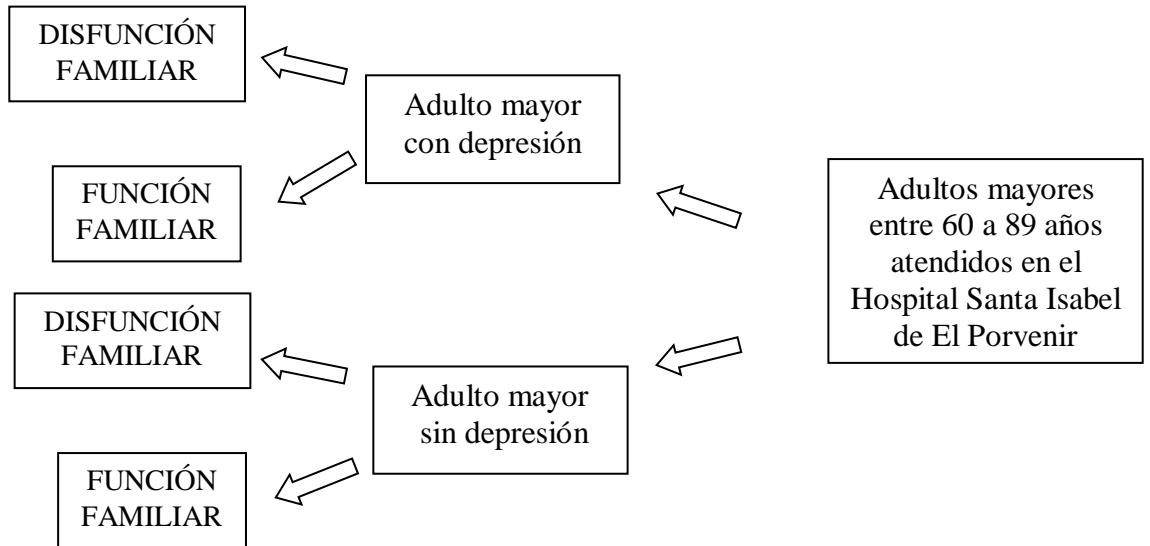 DISFUNCIÓN
FAMILIAR
Adulto mayor
con depresión
FUNCIÓN
FAMILIAR
Adultos mayores
entre 60 a 89 años
atendidos en el
Hospital Santa Isabel
de El Porvenir
DISFUNCIÓN
FAMILIAR
Adulto mayor
sin depresión
FUNCIÓN
FAMILIAR